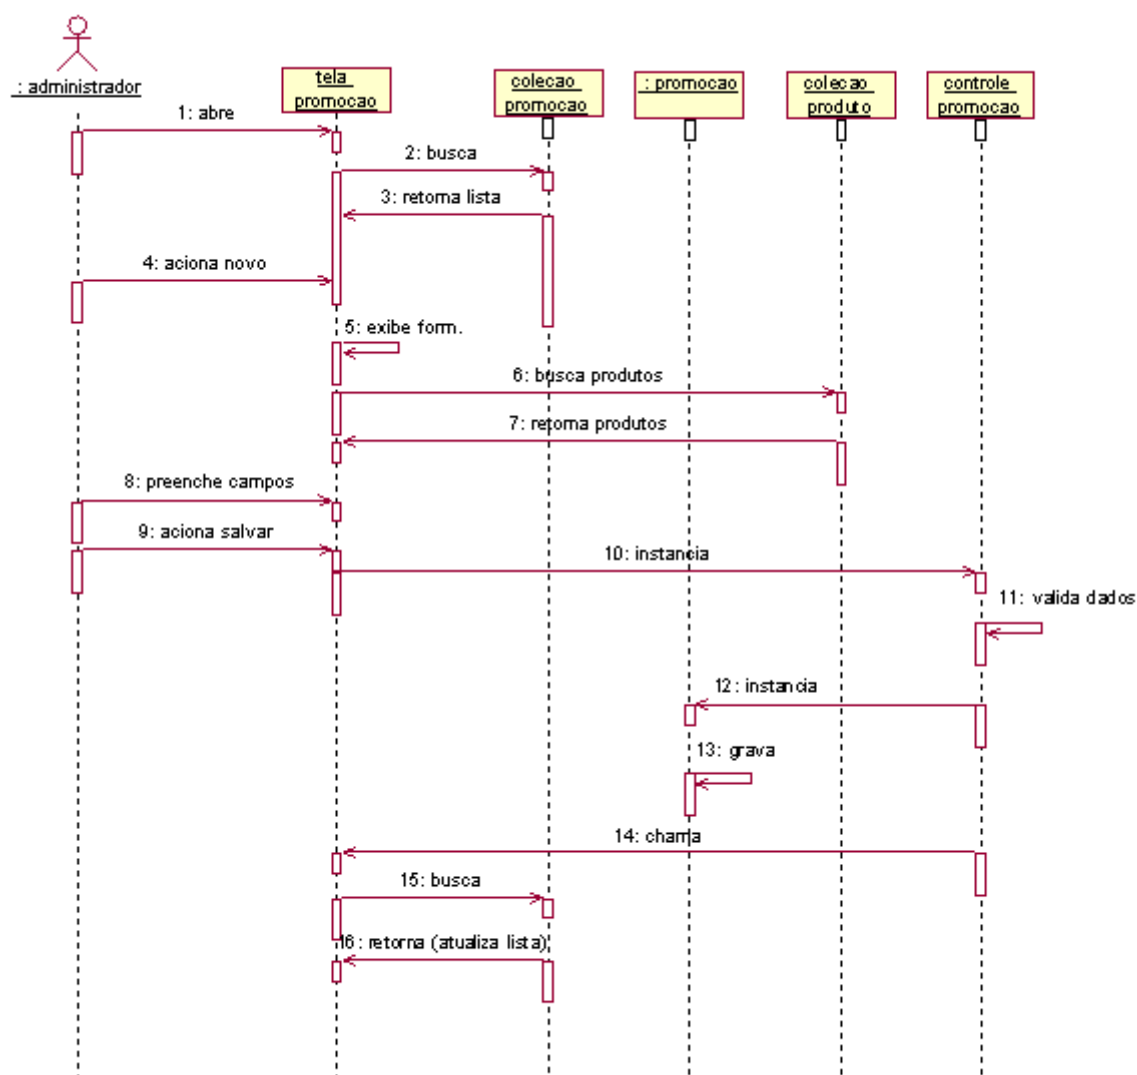 : administrador
tela
promocao
colecao
promocao
: promocao
colecao
produto
controle
promocao
1: abre
2: busca
3: retorna lista
4: aciona novo
5: exibe form.
6: busca produtos
7: retorna produtos
8: preenche campos
9: aciona salvar
10: instancia
11: valida dados
12: instancia
13: grava
14: chama
15: busca
16: retorna (atualiza lista)